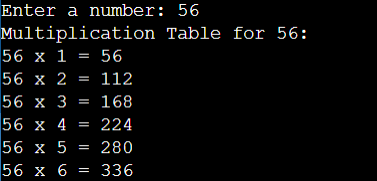 Enter a number: 56
Multiplication Table for 56:
56 x 1 = 56
56 x 2 = 112
56 x 3 = 168
56 x 4 = 224
56 x 5 = 280
56 x 6 = 336